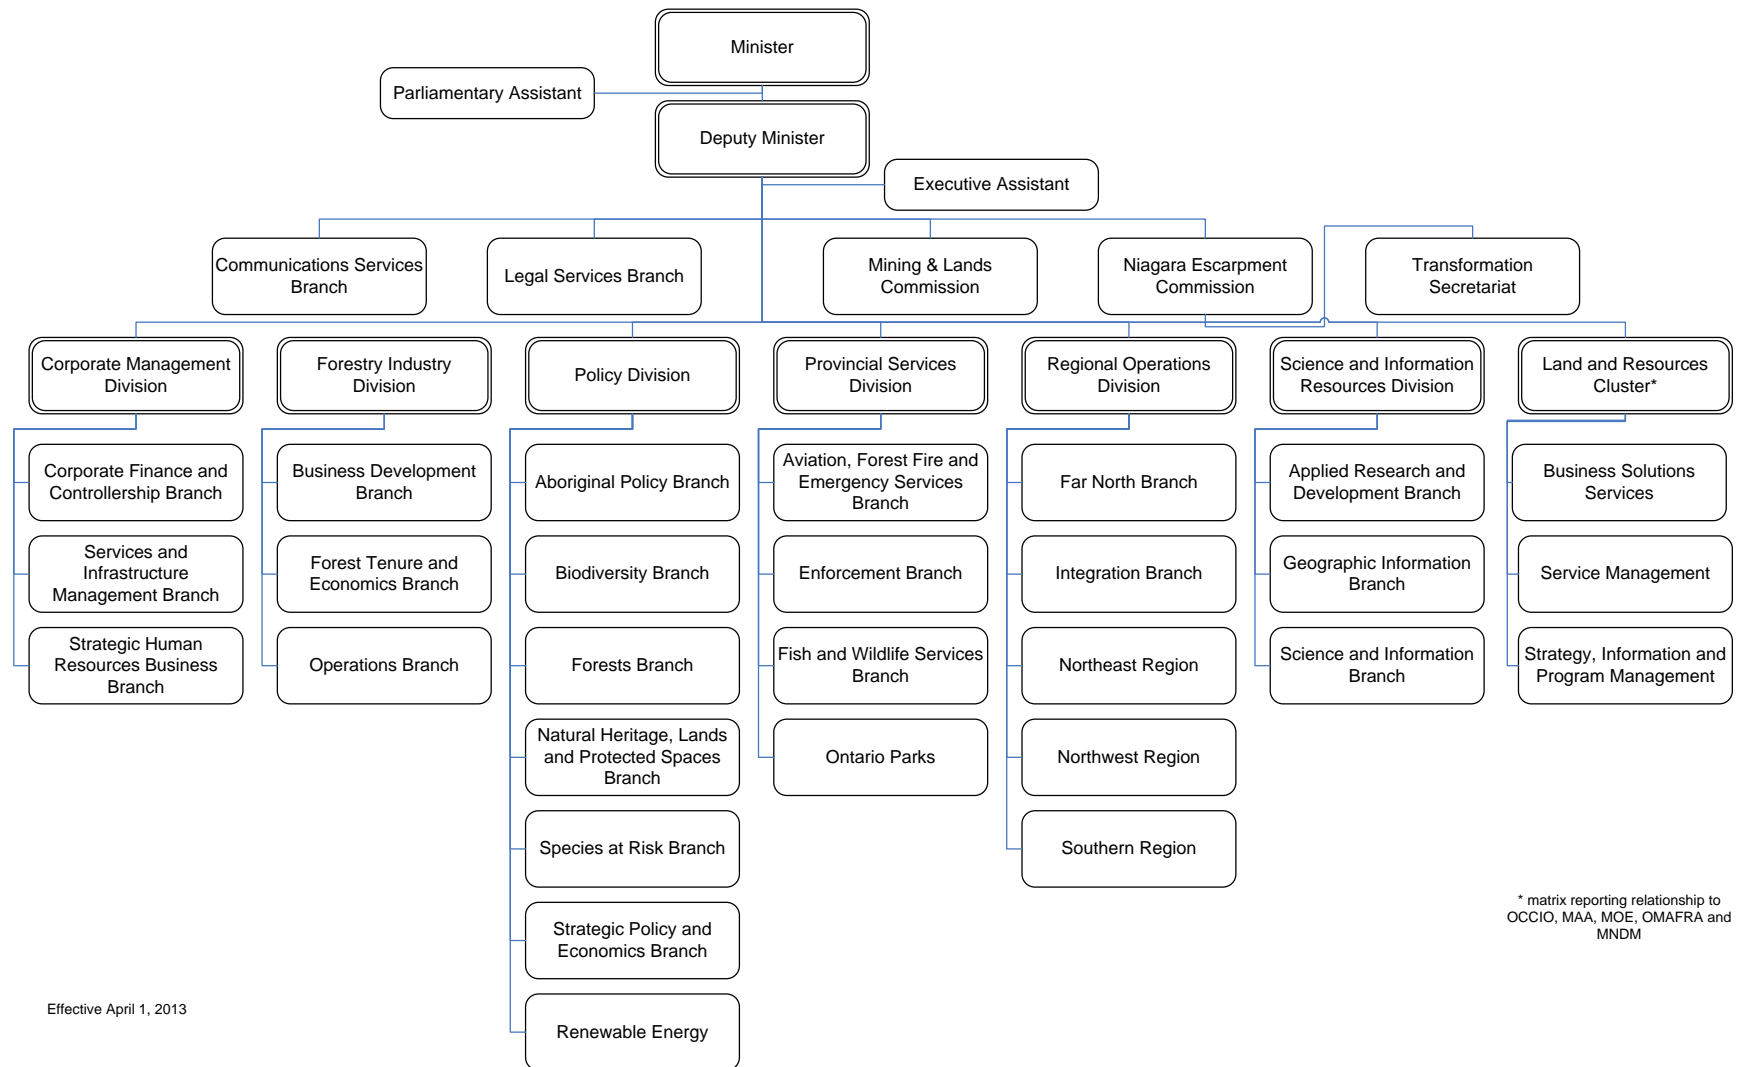 Minister
Parliamentary Assistant
Deputy Minister
Executive Assistant
Communications Services
Branch
Legal Services Branch
Mining & Lands
Commission
Niagara Escarpment
Commission
Transformation
Secretariat
Corporate Management
Division
Forestry Industry
Division
Policy Division
Provincial Services
Division
Regional Operations
Division
Science and Information
Resources Division
Land and Resources
Cluster*
Corporate Finance and
Controllership Branch
Services and
Infrastructure
Management Branch
Strategic Human
Resources Business
Branch
Business Development
Branch
Forest Tenure and
Economics Branch
Operations Branch
Aboriginal Policy Branch
Biodiversity Branch
Forests Branch
Natural Heritage, Lands
and Protected Spaces
Branch
Species at Risk Branch
Strategic Policy and
Economics Branch
Renewable Energy
Aviation, Forest Fire and
Emergency Services
Branch
Enforcement Branch
Fish and Wildlife Services
Branch
Ontario Parks
Far North Branch
Integration Branch
Northeast Region
Northwest Region
Southern Region
Applied Research and
Development Branch
Geographic Information
Branch
Science and Information
Branch
Business Solutions
Services
Service Management
Strategy, Information and
Program Management
* matrix reporting relationship to
OCCIO, MAA, MOE, OMAFRA and
MNDM
Effective April 1, 2013